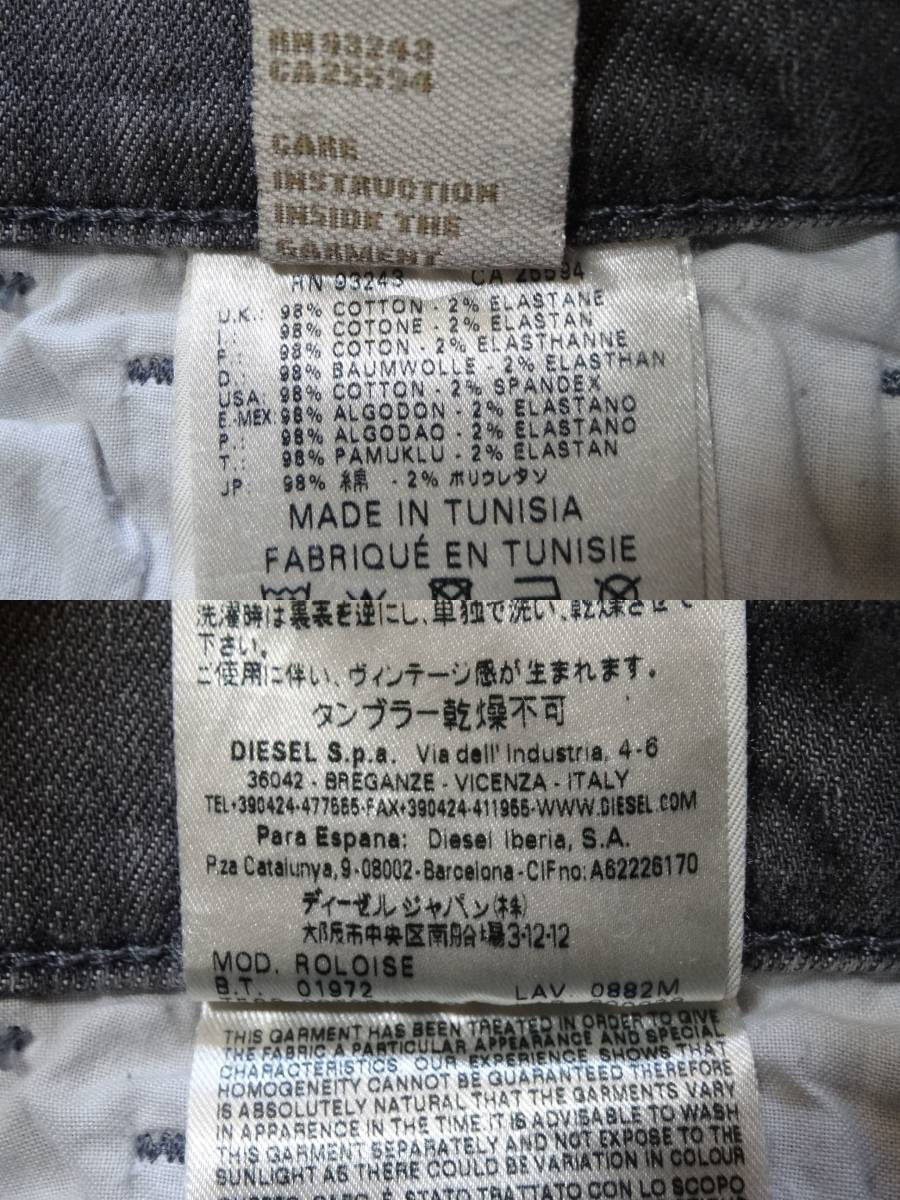 RN93243
CA25594
CARE
INSTRUCTION
INSIDE THE
GARMENT
RN 93243 CA 25594
U.K.: 98% COTTON - 2% ELASTANE
I.: 98% COTONE - 2% ELASTAN
F.: 98% COTON - 2% ELASTHANNE
D.: 98% BAUMWOLLE - 2% ELASTHAN
USA: 98% COTTON - 2% SPANDEX
E.-MEX: 98% ALGODON - 2% ELASTANO
P.: 98% ALGODAO - 2% ELASTANO
T.: 98% PAMUKLU - 2% ELASTAN
JP: 98% 綿 - 2% ポリウレタン
MADE IN TUNISIA
FABRIQUÉ EN TUNISIE
洗濯時は裏表を逆にし、単独で洗い、乾燥させて
下さい。
ご使用に伴い、ヴィンテージ感が生まれます。
タンブラー乾燥不可
DIESEL S.p.a. Via dell' Industria, 4-6
36042 - BREGANZE - VICENZA - ITALY
TEL+390424-477555-FAX+390424-411955-WWW.DIESEL.COM
Para Espana: Diesel Iberia, S.A.
P.za Catalunya,9-08002-Barcelona-CIF no: A62226170
ディーゼル ジャパン(株)
大阪市中央区南船場3-12-12
MOD. ROLOISE
B.T. 01972 LAV. 0882M
THIS GARMENT HAS BEEN TREATED IN ORDER TO GIVE
THE FABRIC A PARTICULAR APPEARANCE AND SPECIAL
CHARACTERISTICS OUR EXPERIENCE SHOWS THAT
HOMOGENEITY CANNOT BE GUARANTEED THEREFORE
IS ABSOLUTELY NATURAL THAT THE GARMENTS VARY
IN APPARENCE IN THE TIME. IT IS ADVISABLE TO WASH
THIS GARMENT SEPARATELY AND NOT EXPOSE TO THE
SUNLIGHT AS THERE COULD BE VARIATION IN COLOUR
QUESTO CAPO È STATO TRATTATO CON LO SCOPO